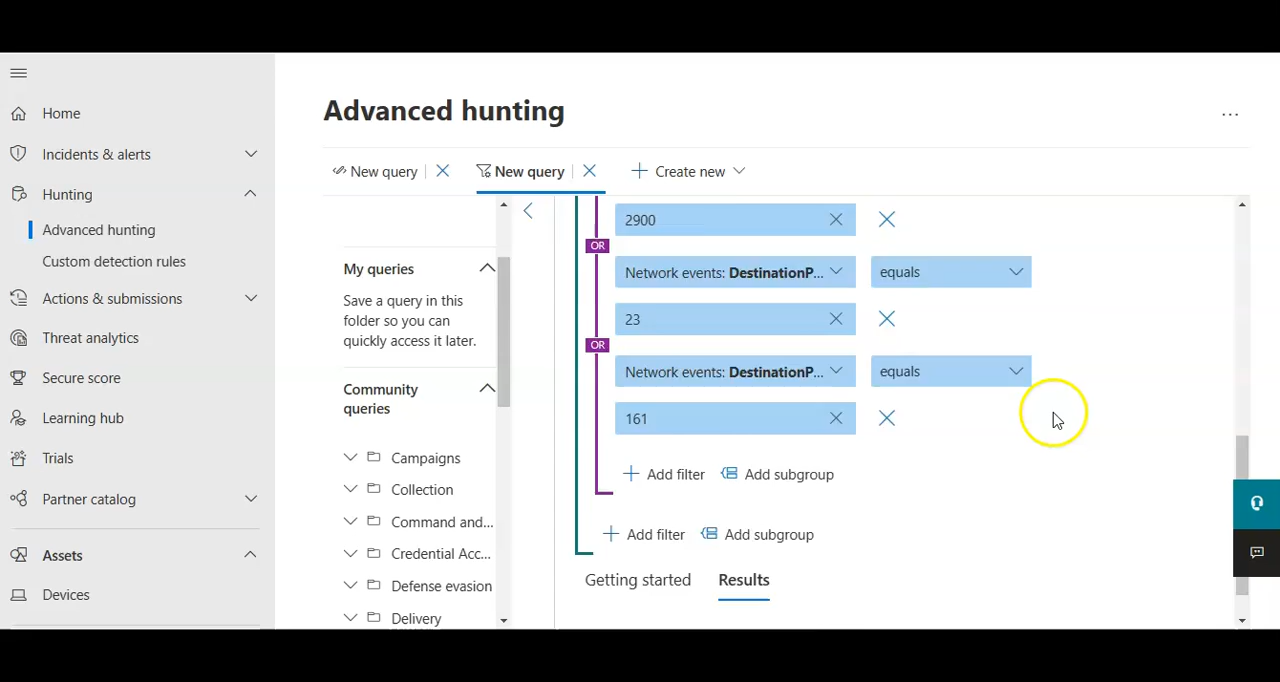 Home
Incidents & alerts
Hunting
Advanced hunting
Custom detection rules
Actions & submissions
Threat analytics
Secure score
Learning hub
Trials
Partner catalog
Assets
Devices
Advanced hunting
New query
New query
Create new
My queries
Save a query in this
folder so you can
quickly access it later.
Community
queries
Campaigns
Collection
Command and...
Credential Acc...
Defense evasion
Delivery
2900
OR
Network events: DestinationP... equals
23
OR
Network events: DestinationP... equals
161
Add filter Add subgroup
Add filter Add subgroup
Getting started Results